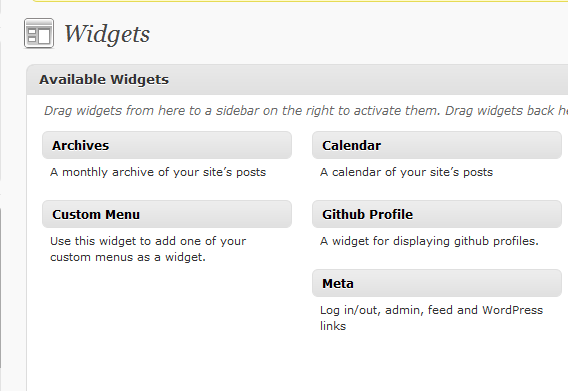 Widgets
Available Widgets
Drag widgets from here to a sidebar on the right to activate them. Drag widgets back
Archives
A monthly archive of your site's posts
Calendar
A calendar of your site's posts
Custom Menu
Use this widget to add one of your
custom menus as a widget.
Github Profile
A widget for displaying github profiles.
Meta
Log in/out, admin, feed and WordPress
links